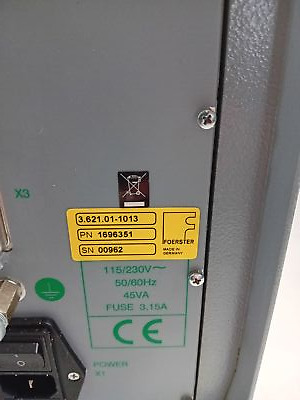 X3
3.621.01-1013
PN 1696351
SN 00962
FOERSTER
MADE IN
GERMANY
115/230V~
50/60Hz
45VA
FUSE 3,15A
CE
POWER
X1